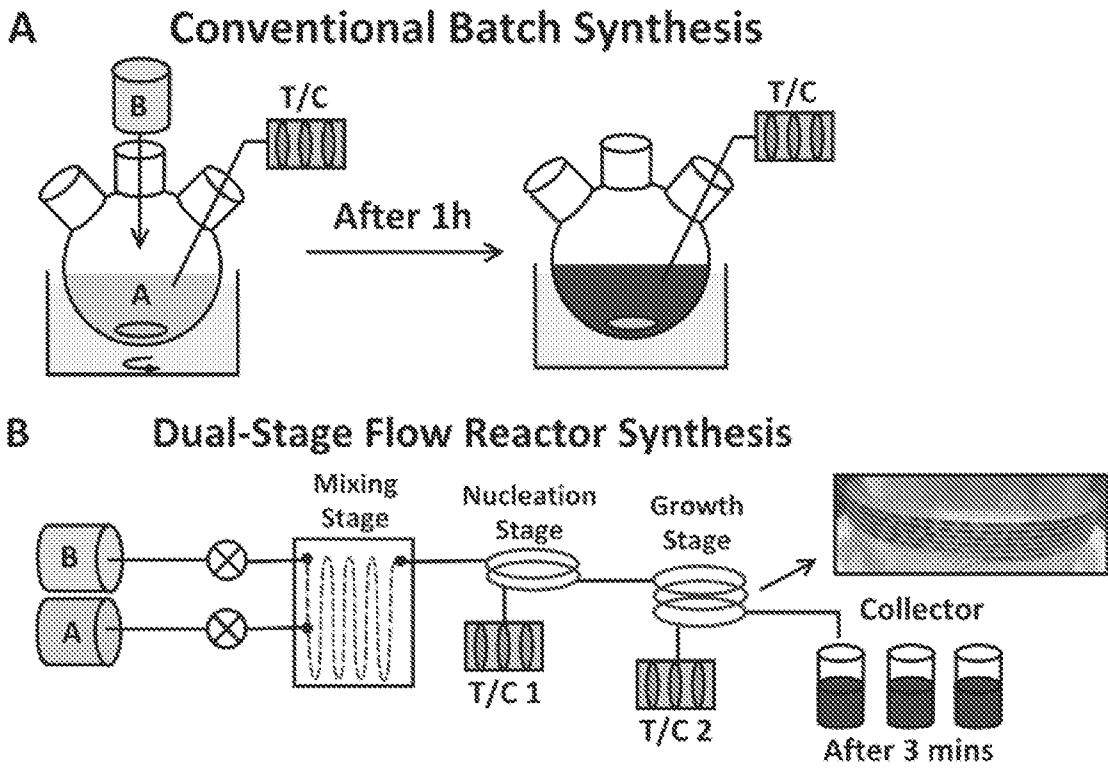 A Conventional Batch Synthesis
B
T/C
T/C
After 1h
A
B Dual-Stage Flow Reactor Synthesis
Mixing
Stage
Nucleation
Stage
Growth
Stage
B
A
Collector
T/C 1
T/C 2
After 3 mins